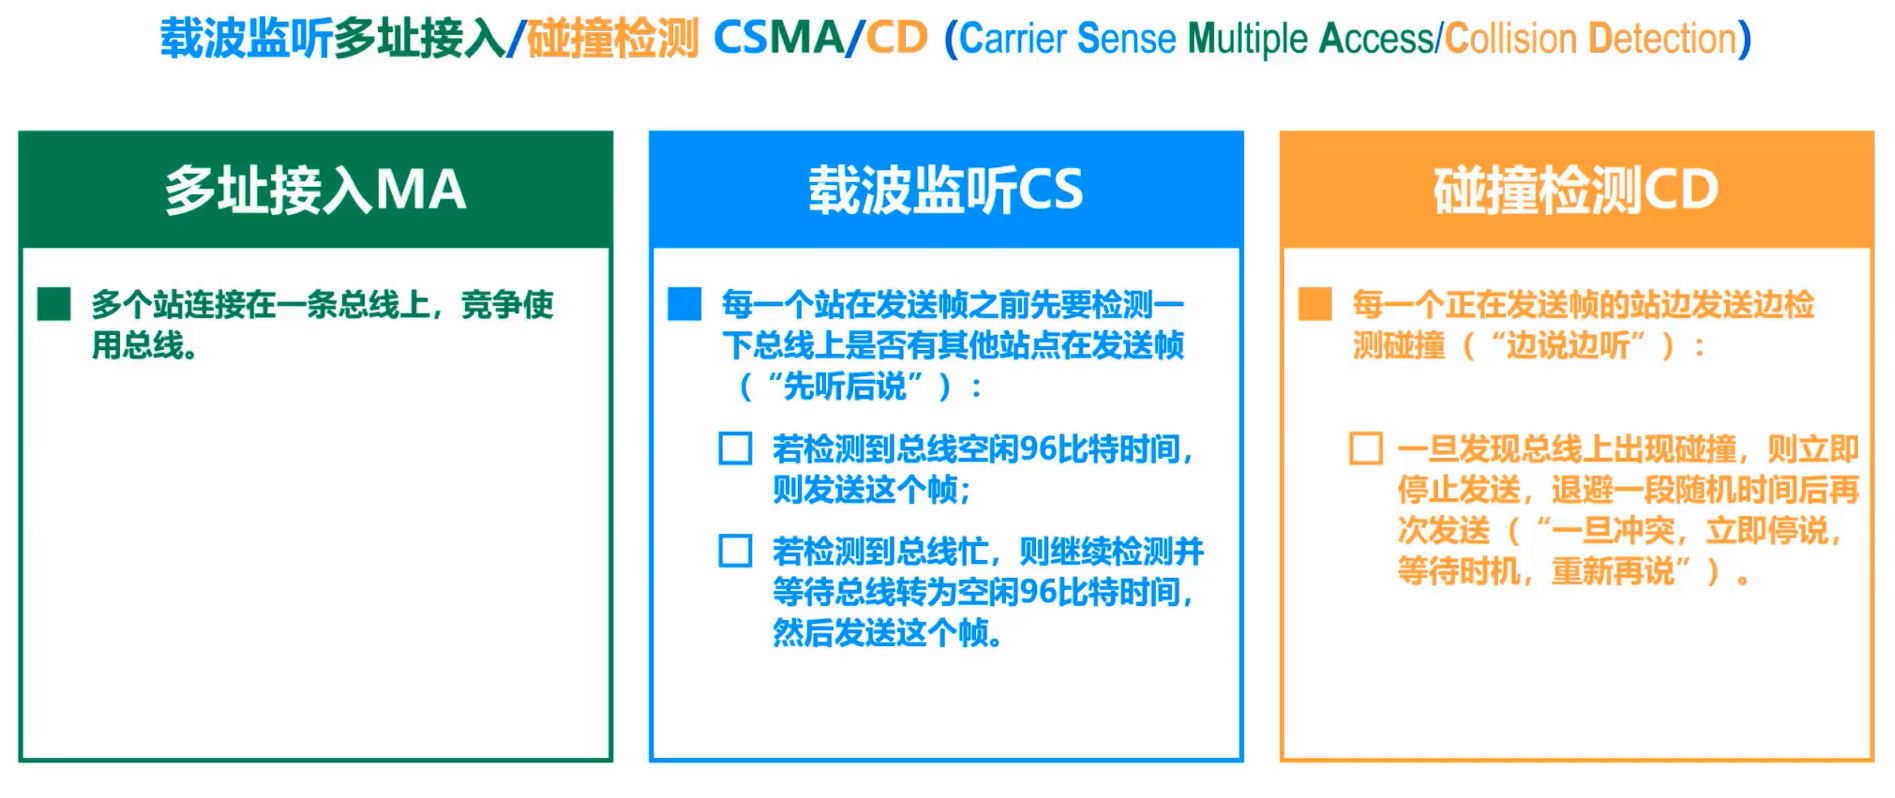 载波监听多址接入/碰撞检测 CSMA/CD (Carrier Sense Multiple Access/Collision Detection)
多址接入MA
多个站连接在一条总线上，竞争使
用总线。
载波监听CS
每一个站在发送帧之前先要检测一
下总线上是否有其他站点在发送帧
（“先听后说”）：
若检测到总线空闲96比特时间，
则发送这个帧；
若检测到总线忙，则继续检测并
等待总线转为空闲96比特时间，
然后发送这个帧。
碰撞检测CD
每一个正在发送帧的站边发送边检
测碰撞（“边说边听”）：
一旦发现总线上出现碰撞，则立即
停止发送，退避一段随机时间后再
次发送（“一旦冲突，立即停说，
等待时机，重新再说”）。